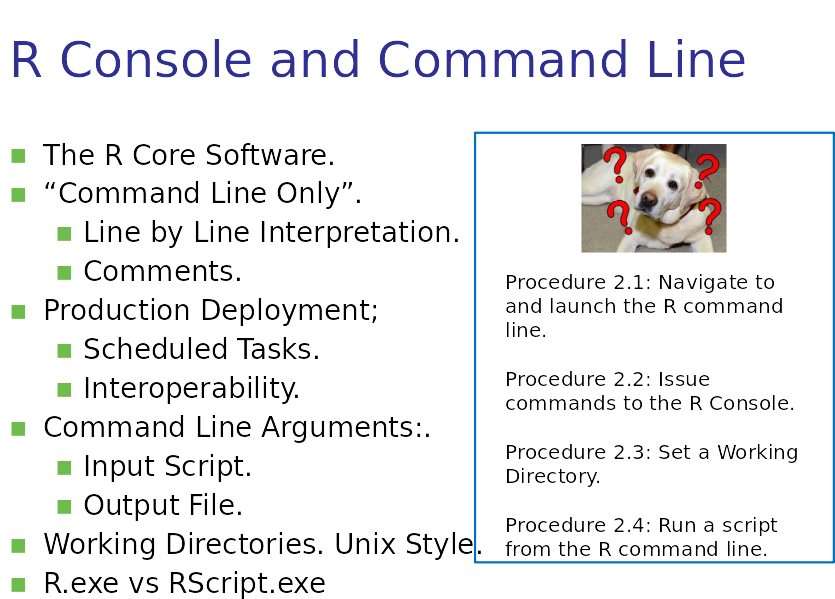 R Console and Command Line
The R Core Software.
“Command Line Only”.
Line by Line Interpretation.
Comments.
Production Deployment;
Scheduled Tasks.
Interoperability.
Command Line Arguments:.
Input Script.
Output File.
Working Directories. Unix Style.
R.exe vs RScript.exe
? ? ? ?
Procedure 2.1: Navigate to
and launch the R command
line.
Procedure 2.2: Issue
commands to the R Console.
Procedure 2.3: Set a Working
Directory.
Procedure 2.4: Run a script
from the R command line.